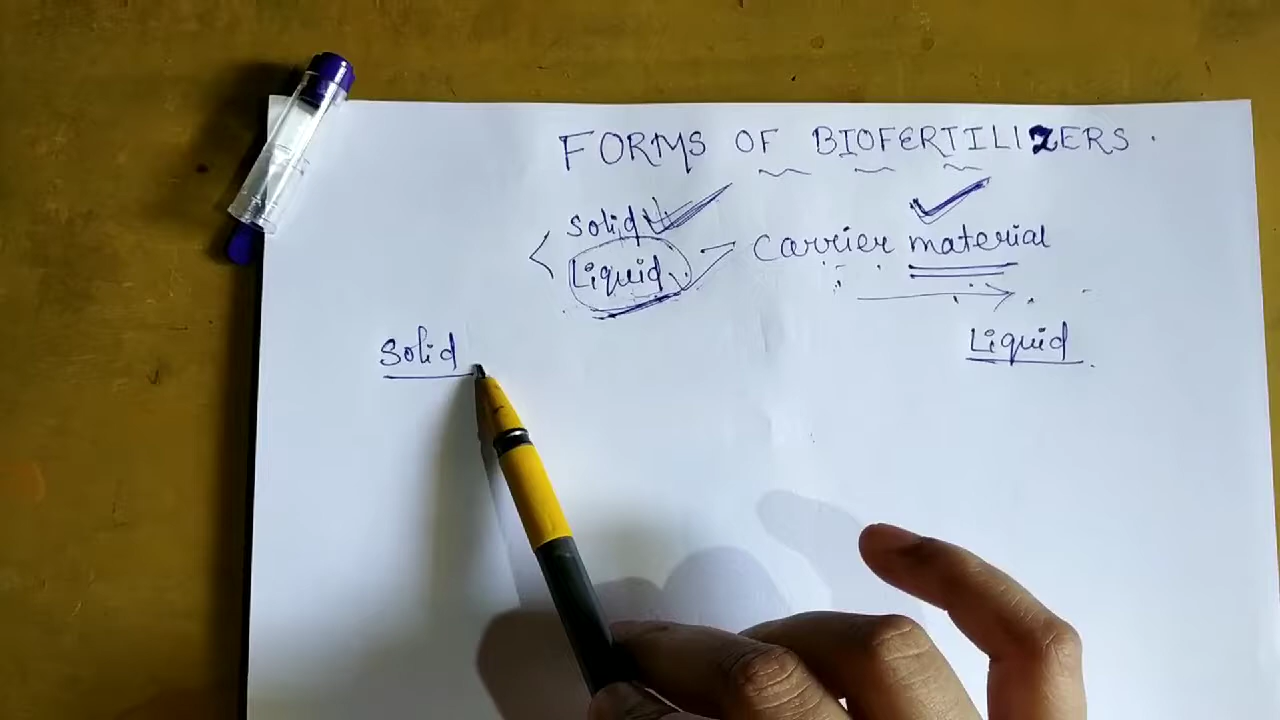 FORMS OF BIOFERTILIZERS.
Solid
Liquid
Carrier material
Solid
Liquid.